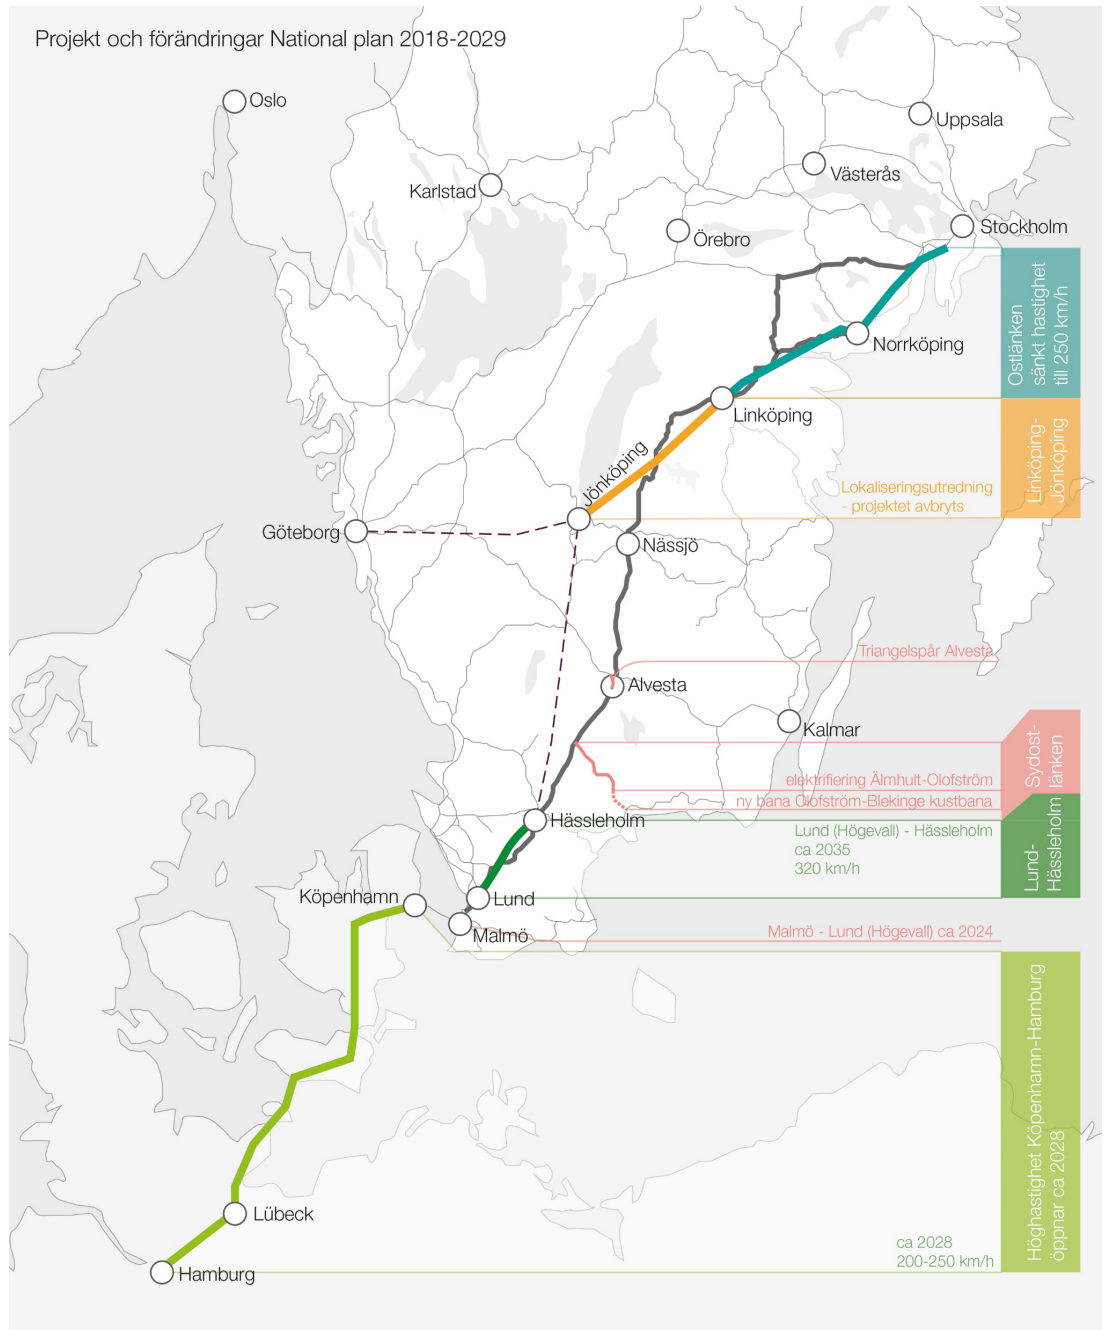 Projekt och förändringar National plan 2018-2029
Oslo
Uppsala
Västerås
Karlstad
Stockholm
Örebro
Ostlänken
sänkt hastighet
till 250 km/h
Norrköping
Linköping
Linköping-
Jönköping
Jönköping
Lokaliseringsutredning
- projektet avbryts
Göteborg
Nässjö
Triangelspår Alvesta
Alvesta
Kalmar
Sydost-
länken
elektrifiering Älmhult-Olofström
ny bana Olofström-Blekinge kustbana
Hässleholm
Lund (Högevall) - Hässleholm
ca 2035
320 km/h
Lund-
Hässleholm
Köpenhamn
Lund
Malmö
Malmö - Lund (Högevall) ca 2024
Höghastighet Köpenhamn-Hamburg
öppnar ca 2028
Lübeck
ca 2028
200-250 km/h
Hamburg